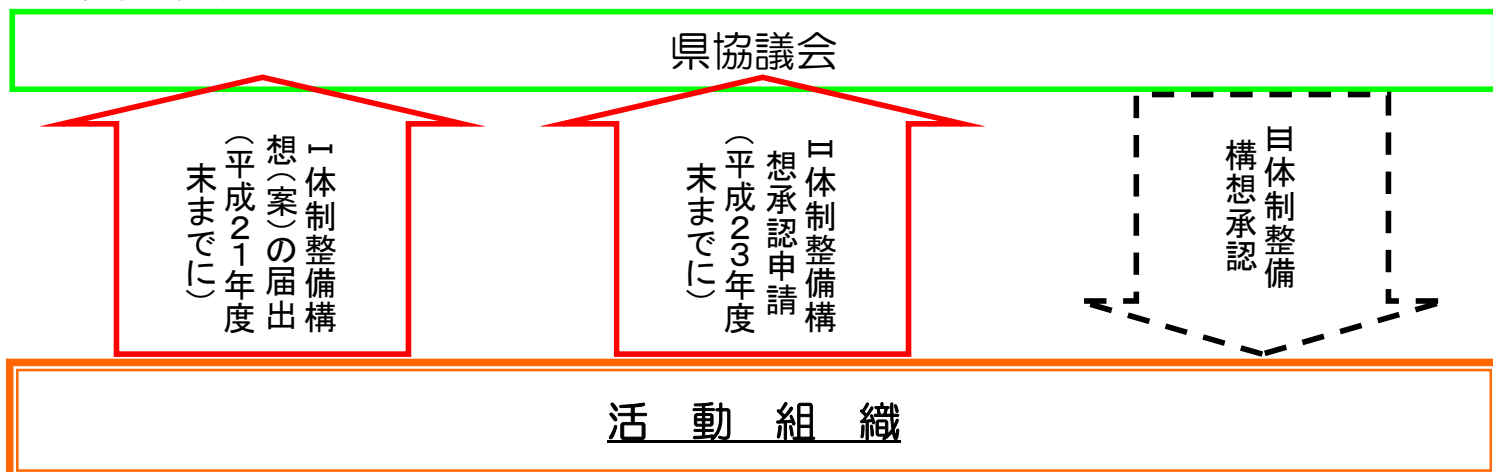 県協議会
Ⅰ体制整備構
想（案）の届出
（平成２１年度
末までに）
Ⅱ体制整備構
想承認申請
（平成２３年度
末までに）
Ⅲ体制整備
構想承認
活　動　組　織